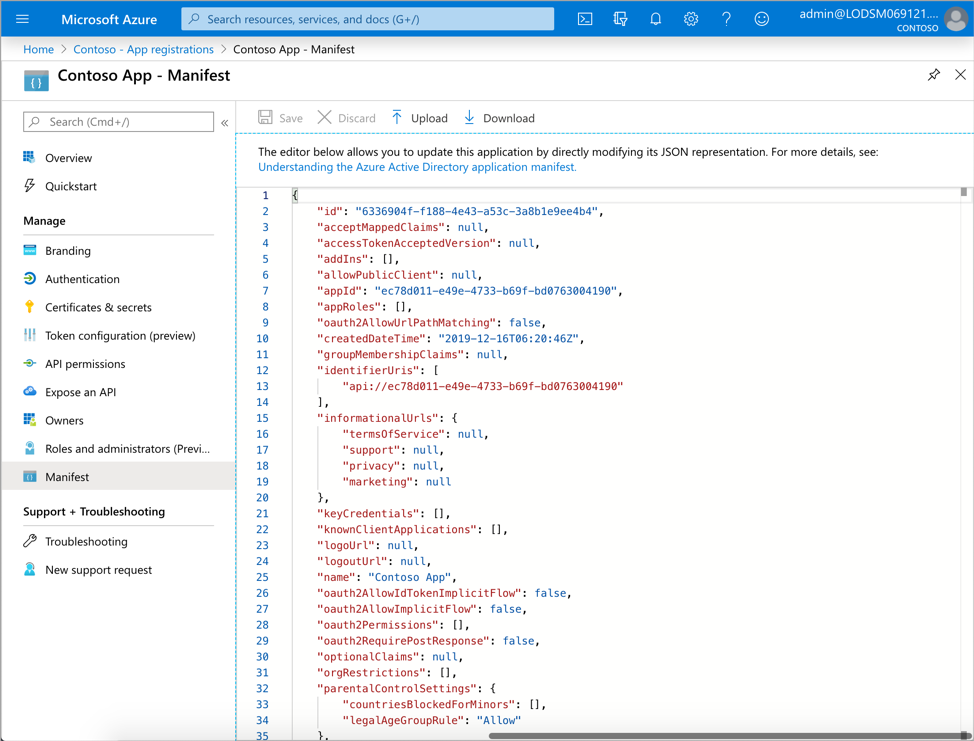 Microsoft Azure
Search resources, services, and docs (G+/)
admin@LODSM069121....
CONTOSO
Home > Contoso - App registrations > Contoso App - Manifest
Contoso App - Manifest
Search (Cmd+/)
«
Overview
Quickstart
Manage
Branding
Authentication
Certificates & secrets
Token configuration (preview)
API permissions
Expose an API
Owners
Roles and administrators (Previ...
Manifest
Support + Troubleshooting
Troubleshooting
New support request
Save Discard Upload Download
The editor below allows you to update this application by directly modifying its JSON representation. For more details, see:
Understanding the Azure Active Directory application manifest.
1 {
2 "id": "6336904f-f188-4e43-a53c-3a8b1e9ee4b4",
3 "acceptMappedClaims": null,
4 "accessTokenAcceptedVersion": null,
5 "addIns": [],
6 "allowPublicClient": null,
7 "appId": "ec78d011-e49e-4733-b69f-bd0763004190",
8 "appRoles": [],
9 "oauth2AllowUrlPathMatching": false,
10 "createdDateTime": "2019-12-16T06:20:46Z",
11 "groupMembershipClaims": null,
12 "identifierUris": [
13 "api://ec78d011-e49e-4733-b69f-bd0763004190"
14 ],
15 "informationalUrls": {
16 "termsOfService": null,
17 "support": null,
18 "privacy": null,
19 "marketing": null
20 },
21 "keyCredentials": [],
22 "knownClientApplications": [],
23 "logoUrl": null,
24 "logoutUrl": null,
25 "name": "Contoso App",
26 "oauth2AllowIdTokenImplicitFlow": false,
27 "oauth2AllowImplicitFlow": false,
28 "oauth2Permissions": [],
29 "oauth2RequirePostResponse": false,
30 "optionalClaims": null,
31 "orgRestrictions": [],
32 "parentalControlSettings": {
33 "countriesBlockedForMinors": [],
34 "legalAgeGroupRule": "Allow"
35 },